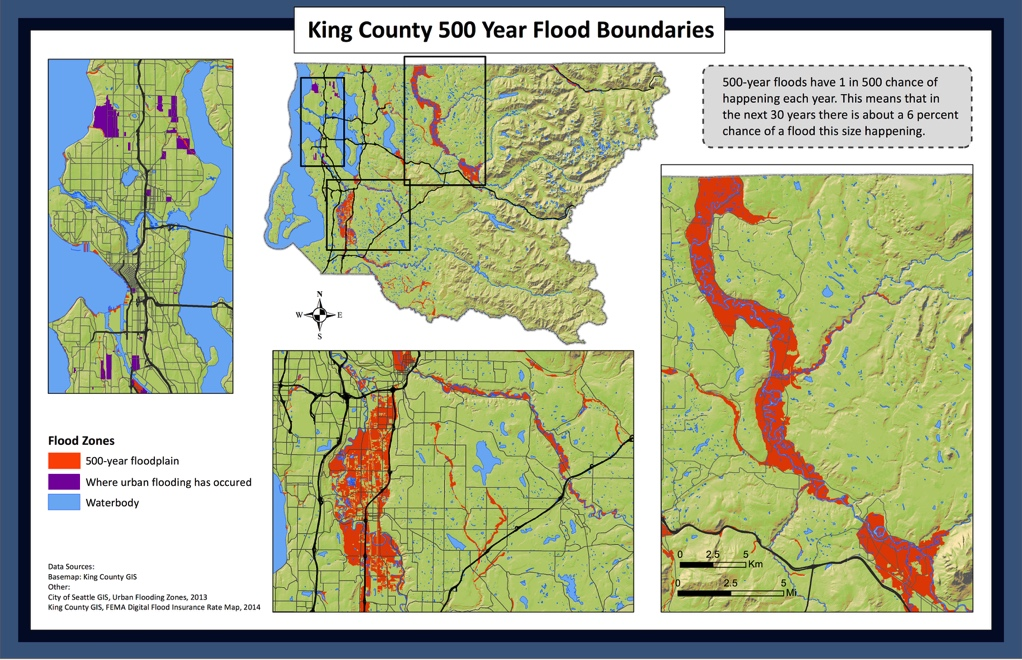 King County 500 Year Flood Boundaries
500-year floods have 1 in 500 chance of
happening each year. This means that in
the next 30 years there is about a 6 percent
chance of a flood this size happening.
N
W E
S
Flood Zones
500-year floodplain
Where urban flooding has occured
Waterbody
Data Sources:
Basemap: King County GIS
Other:
City of Seattle GIS, Urban Flooding Zones, 2013
King County GIS, FEMA Digital Flood Insurance Rate Map, 2014
0 2.5 5
Km
0 2.5 5
Mi